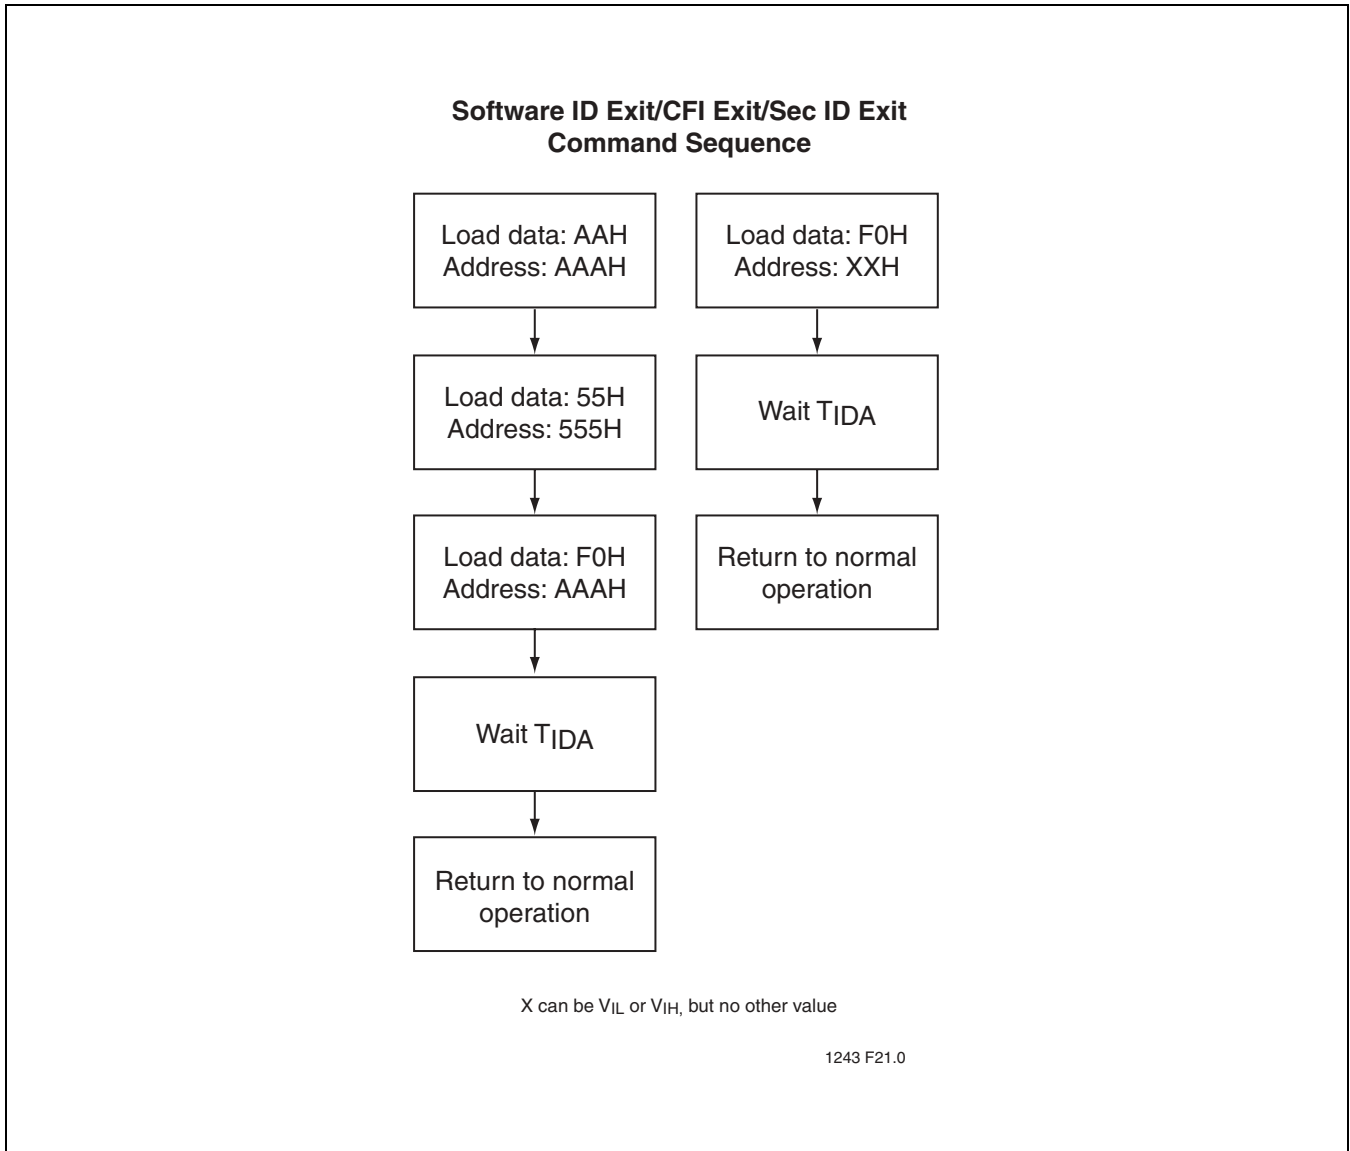 Software ID Exit/CFI Exit/Sec ID Exit
Command Sequence
Load data: AAH
Address: AAAH
Load data: 55H
Address: 555H
Load data: F0H
Address: AAAH
Wait TIDA
Return to normal
operation
Load data: F0H
Address: XXH
Wait TIDA
Return to normal
operation
X can be VIL or VIH, but no other value
1243 F21.0